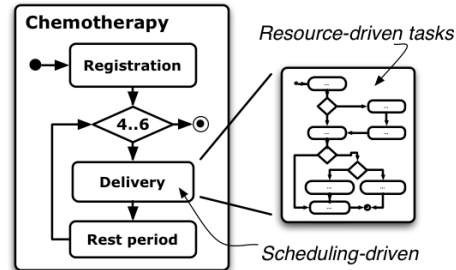 Chemotherapy
Resource-driven tasks
Registration
4..6
Delivery
Rest period
Scheduling-driven
...
...
...
...
...
...
...